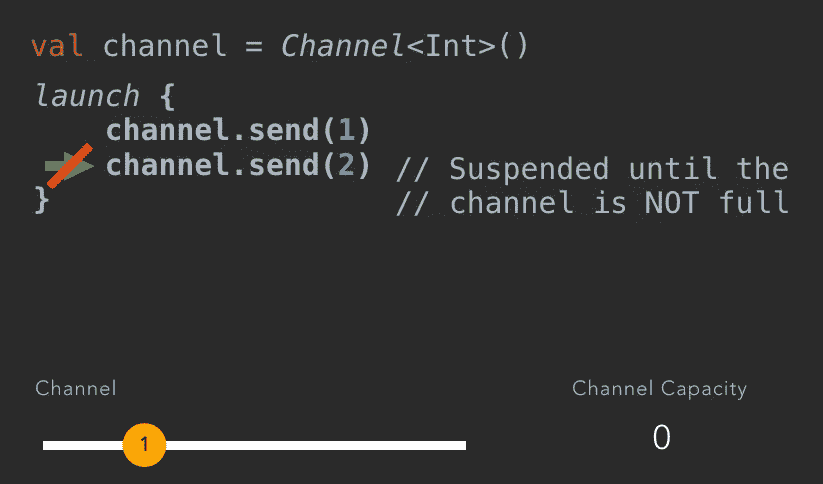 val channel = Channel<Int>()
launch {
channel.send(1)
channel.send(2) // Suspended until the
} // channel is NOT full
Channel
Channel Capacity
1
0